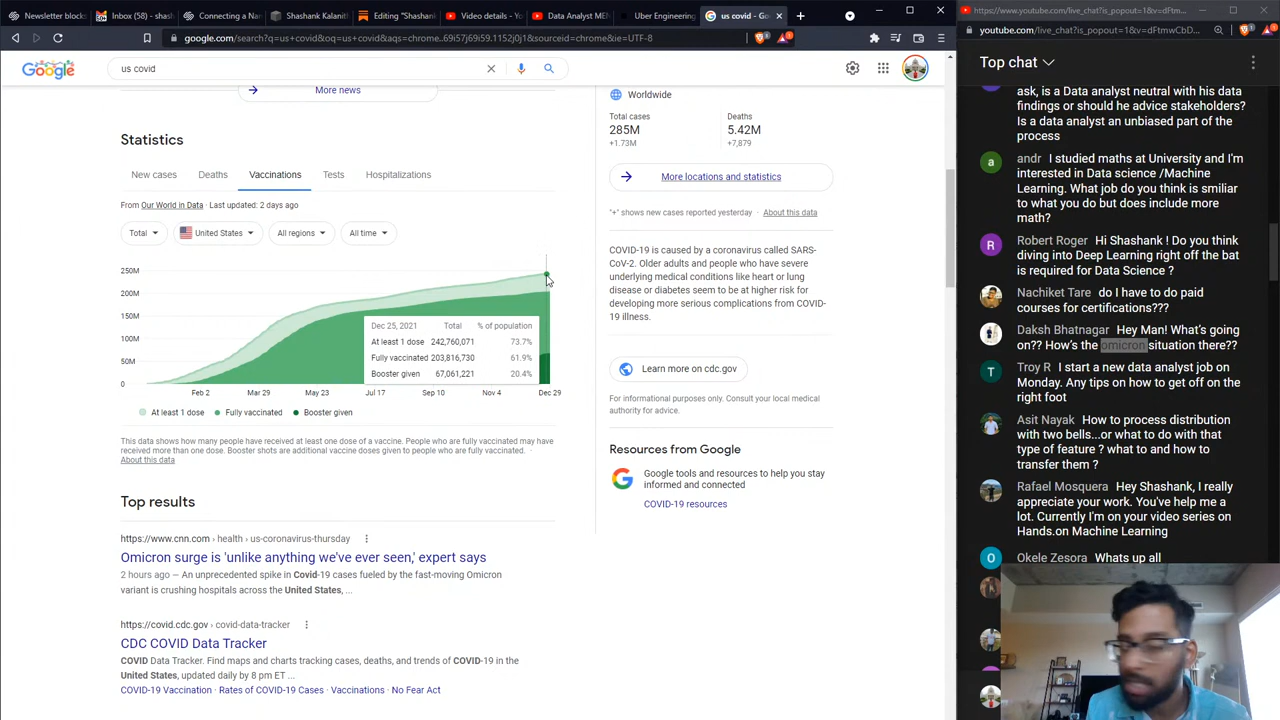 Newsletter blocks
Inbox (58) - shas
Connecting a Na
Shashank Kalanit
Editing "Shashan
Video details - Yo
Data Analyst MEN
Uber Engineering
us covid - Go
google.com/search?q=us+covid&oq=us+covid&aqs=chrome...69i57j69i59.1152j0j1&sourceid=chrome&ie=UTF-8
Google
us covid
More news
Statistics
New cases
Deaths
Vaccinations
Tests
Hospitalizations
From Our World in Data · Last updated: 2 days ago
Total
United States
All regions
All time
250M
200M
150M
100M
50M
0
Dec 25, 2021 Total % of population
At least 1 dose 242,760,071 73.7%
Fully vaccinated 203,816,730 61.9%
Booster given 67,061,221 20.4%
Feb 2
Mar 29
May 23
Jul 17
Sep 10
Nov 4
Dec 29
At least 1 dose
Fully vaccinated
Booster given
This data shows how many people have received at least one dose of a vaccine. People who are fully vaccinated may have
received more than one dose. Booster shots are additional vaccine doses given to people who are fully vaccinated. ·
About this data
Top results
https://www.cnn.com › health › us-coronavirus-thursday
Omicron surge is 'unlike anything we've ever seen,' expert says
2 hours ago — An unprecedented spike in Covid-19 cases fueled by the fast-moving Omicron
variant is crushing hospitals across the United States, ...
https://covid.cdc.gov › covid-data-tracker
CDC COVID Data Tracker
COVID Data Tracker. Find maps and charts tracking cases, deaths, and trends of COVID-19 in the
United States, updated daily by 8 pm ET ...
COVID-19 Vaccination · Rates of COVID-19 Cases · Vaccinations · No Fear Act
Worldwide
Total cases
285M
+1.73M
Deaths
5.42M
+7,879
More locations and statistics
"+" shows new cases reported yesterday · About this data
COVID-19 is caused by a coronavirus called SARS-
CoV-2. Older adults and people who have severe
underlying medical conditions like heart or lung
disease or diabetes seem to be at higher risk for
developing more serious complications from COVID-
19 illness.
Learn more on cdc.gov
For informational purposes only. Consult your local medical
authority for advice.
Resources from Google
Google tools and resources to help you
stay informed and connected
COVID-19 resources
https://www.youtube.com/live_chat?is_popout=1&v=dFt...
youtube.com/live_chat?is_popout=1&v=dFtmwCbD...
Top chat
ask, is a Data analyst neutral with his data
findings or should he advice stakeholders?
Is a data analyst an unbiased part of the
process
andr I studied maths at University and I'm
interested in Data science /Machine
Learning. What job do you think is smiliar
to what you do but does include more
math?
Robert Roger Hi Shashank ! Do you think
diving into Deep Learning right off the bat
is required for Data Science ?
Nachiket Tare do I have to do paid
courses for certifications???
Daksh Bhatnagar Hey Man! What's going
on?? How's the omicron situation there??
Troy R I start a new data analyst job on
Monday. Any tips on how to get off on the
right foot
Asit Nayak How to process distribution
with two bells...or what to do with that
type of feature ? what to and how to
transfer them ?
Rafael Mosquera Hey Shashank, I really
appreciate your work. You've help me a
lot. Currently I'm on your video series on
Hands.on Machine Learning
Okele Zesora Whats up all